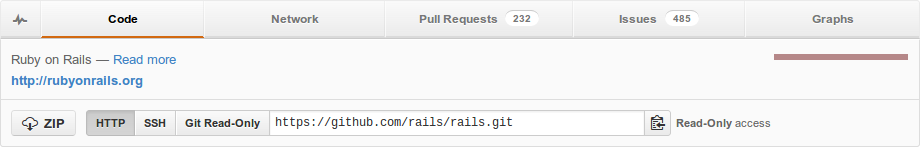 Code Network Pull Requests 232 Issues 485 Graphs
Ruby on Rails — Read more
http://rubyonrails.org
ZIP HTTP SSH Git Read-Only https://github.com/rails/rails.git Read-Only access